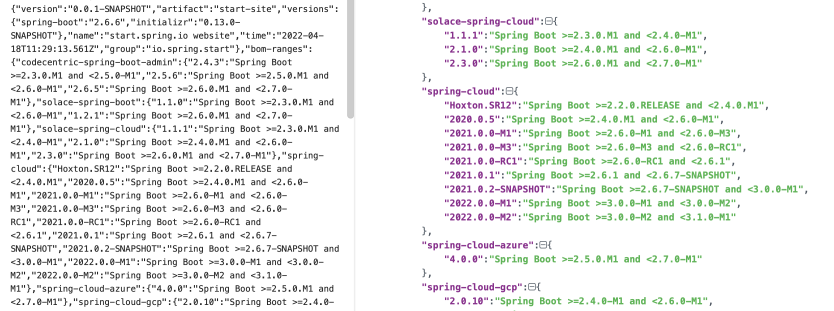 {"version":"0.0.1-SNAPSHOT","artifact":"start-site","versions":
{"spring-boot":"2.6.6","initializr":"0.13.0-
SNAPSHOT"},"name":"start.spring.io website","time":"2022-04-
18T11:29:13.561Z","group":"io.spring.start"},"bom-ranges":
{"codecentric-spring-boot-admin":{"2.4.3":"Spring Boot
>=2.3.0.M1 and <2.5.0-M1","2.5.6":"Spring Boot >=2.5.0.M1 and
<2.6.0-M1","2.6.5":"Spring Boot >=2.6.0.M1 and <2.7.0-
M1"},"solace-spring-boot":{"1.1.0":"Spring Boot >=2.3.0.M1 and
<2.6.0-M1","1.2.1":"Spring Boot >=2.6.0.M1 and <2.7.0-
M1"},"solace-spring-cloud":{"1.1.1":"Spring Boot >=2.3.0.M1 and
<2.4.0-M1","2.1.0":"Spring Boot >=2.4.0.M1 and <2.6.0-
M1","2.3.0":"Spring Boot >=2.6.0.M1 and <2.7.0-M1"},"spring-
cloud":{"Hoxton.SR12":"Spring Boot >=2.2.0.RELEASE and
<2.4.0.M1","2020.0.5":"Spring Boot >=2.4.0.M1 and <2.6.0-
M1","2021.0.0-M1":"Spring Boot >=2.6.0-M1 and <2.6.0-
M3","2021.0.0-M3":"Spring Boot >=2.6.0-M3 and <2.6.0-
RC1","2021.0.0-RC1":"Spring Boot >=2.6.0-RC1 and
<2.6.1","2021.0.1":"Spring Boot >=2.6.1 and <2.6.7-
SNAPSHOT","2021.0.2-SNAPSHOT":"Spring Boot >=2.6.7-SNAPSHOT and
<3.0.0-M1","2022.0.0-M1":"Spring Boot >=3.0.0-M1 and <3.0.0-
M2","2022.0.0-M2":"Spring Boot >=3.0.0-M2 and <3.1.0-
M1"},"spring-cloud-azure":{"4.0.0":"Spring Boot >=2.5.0.M1 and
<2.7.0-M1"},"spring-cloud-gcp":{"2.0.10":"Spring Boot >=2.4.0-
},
"solace-spring-cloud":{
"1.1.1":"Spring Boot >=2.3.0.M1 and <2.4.0-M1",
"2.1.0":"Spring Boot >=2.4.0.M1 and <2.6.0-M1",
"2.3.0":"Spring Boot >=2.6.0.M1 and <2.7.0-M1"
},
"spring-cloud":{
"Hoxton.SR12":"Spring Boot >=2.2.0.RELEASE and <2.4.0.M1",
"2020.0.5":"Spring Boot >=2.4.0.M1 and <2.6.0-M1",
"2021.0.0-M1":"Spring Boot >=2.6.0-M1 and <2.6.0-M3",
"2021.0.0-M3":"Spring Boot >=2.6.0-M3 and <2.6.0-RC1",
"2021.0.0-RC1":"Spring Boot >=2.6.0-RC1 and <2.6.1",
"2021.0.1":"Spring Boot >=2.6.1 and <2.6.7-SNAPSHOT",
"2021.0.2-SNAPSHOT":"Spring Boot >=2.6.7-SNAPSHOT and <3.0.0-M1",
"2022.0.0-M1":"Spring Boot >=3.0.0-M1 and <3.0.0-M2",
"2022.0.0-M2":"Spring Boot >=3.0.0-M2 and <3.1.0-M1"
},
"spring-cloud-azure":{
"4.0.0":"Spring Boot >=2.5.0.M1 and <2.7.0-M1"
},
"spring-cloud-gcp":{
"2.0.10":"Spring Boot >=2.4.0-M1 and <2.6.0-M1",